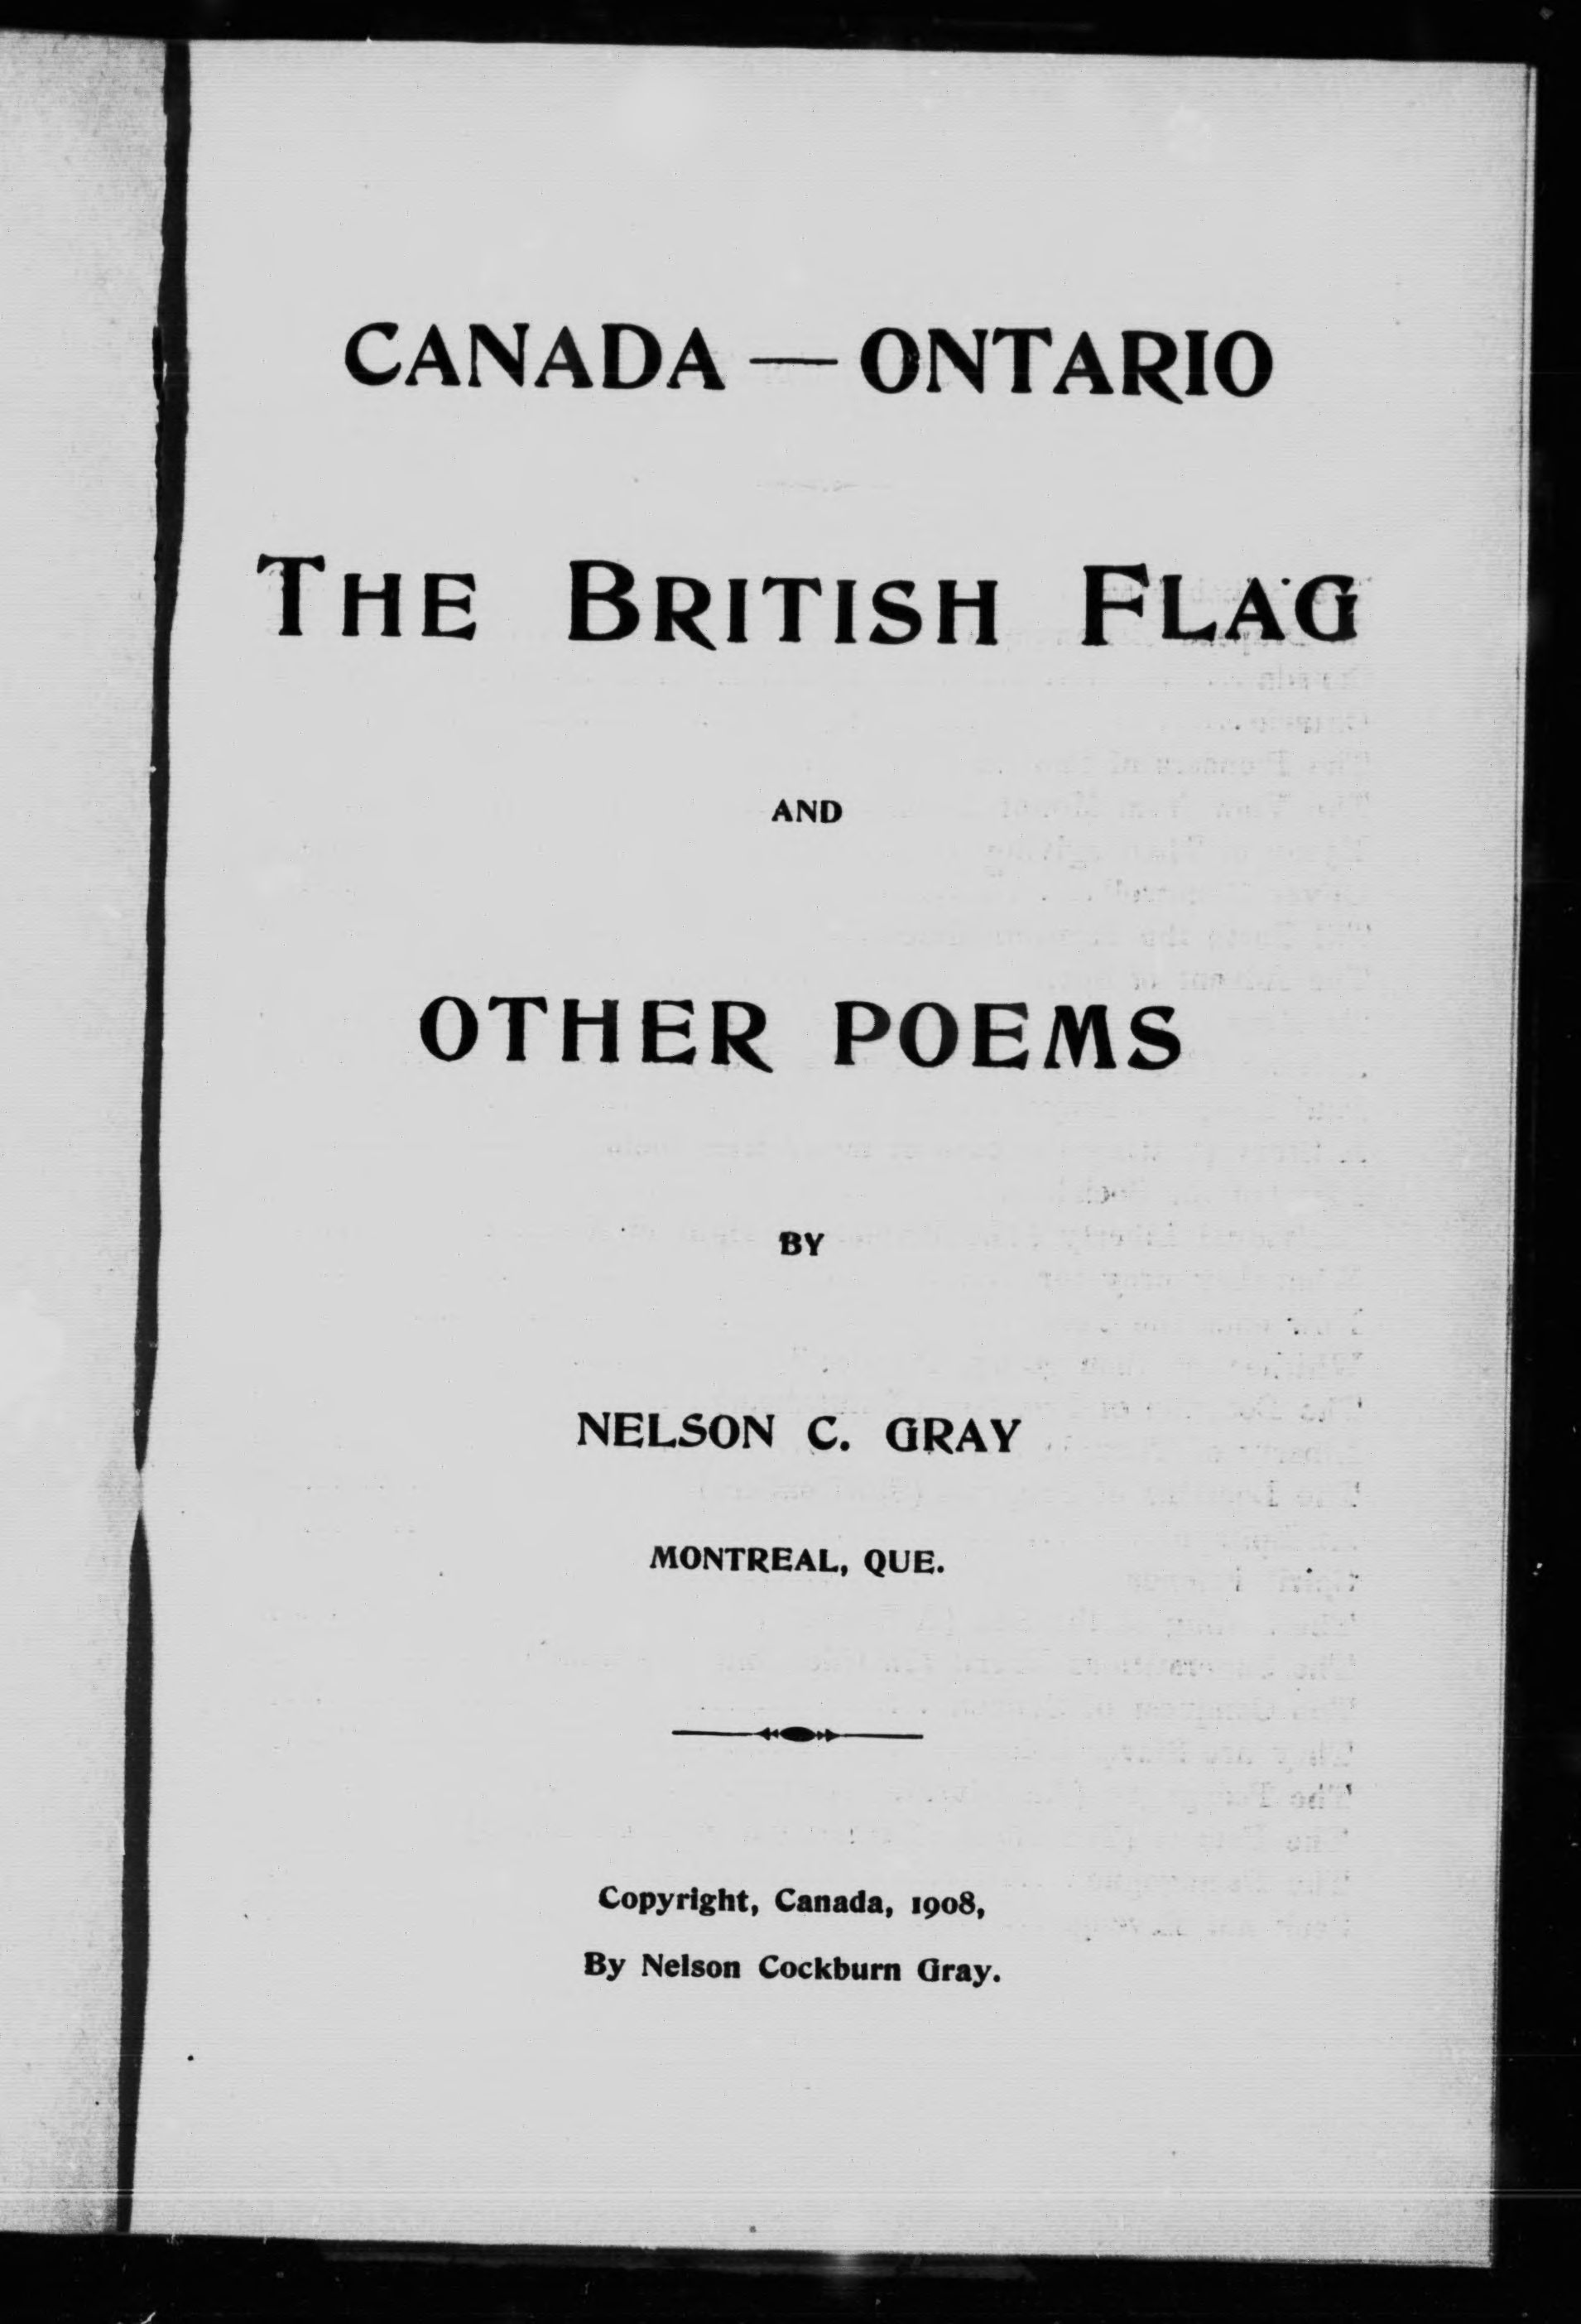 CANADA — ONTARIO
THE BRITISH FLAG
AND
OTHER POEMS
BY
NELSON C. GRAY
MONTREAL, QUE.
Copyright, Canada, 1908,
By Nelson Cockburn Gray.